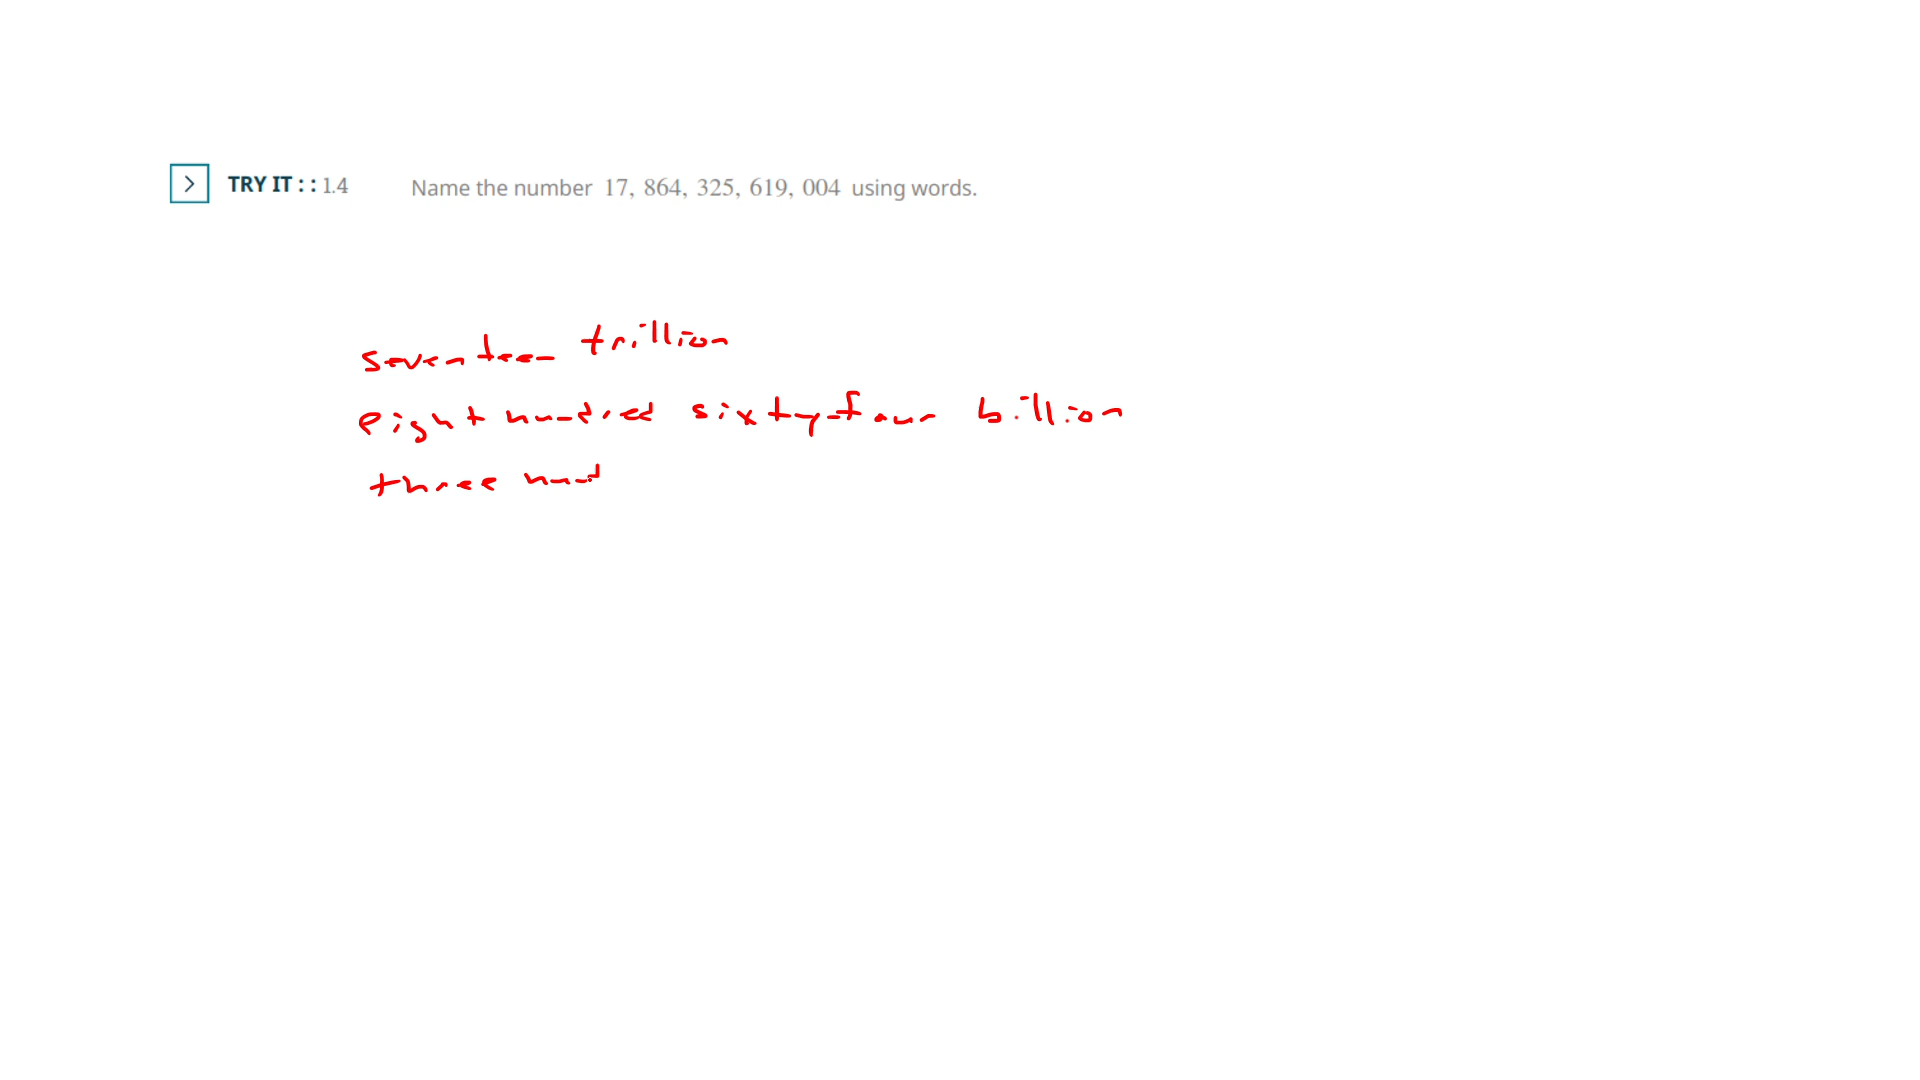 > TRY IT : : 1.4 Name the number 17, 864, 325, 619, 004 using words.
seventeen trillion
eight hundred sixty-four billion
three hund